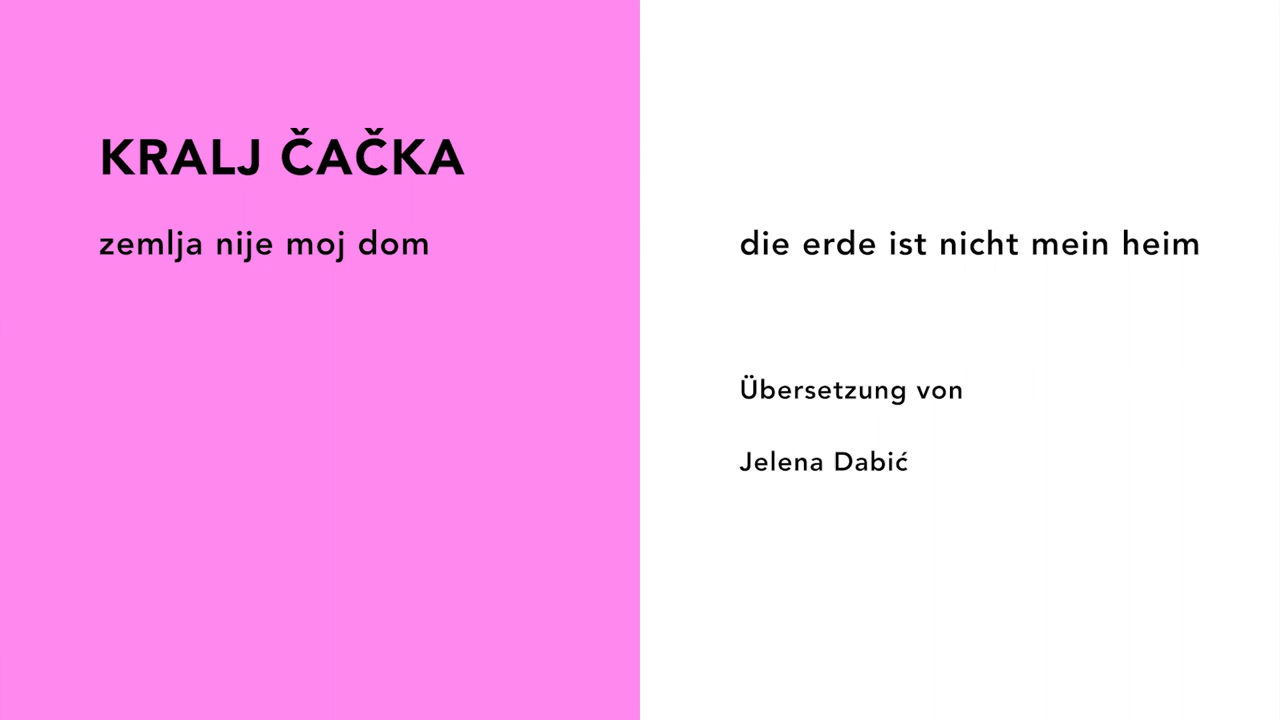 KRALJ ČAČKA
zemlja nije moj dom
die erde ist nicht mein heim
Übersetzung von
Jelena Dabić